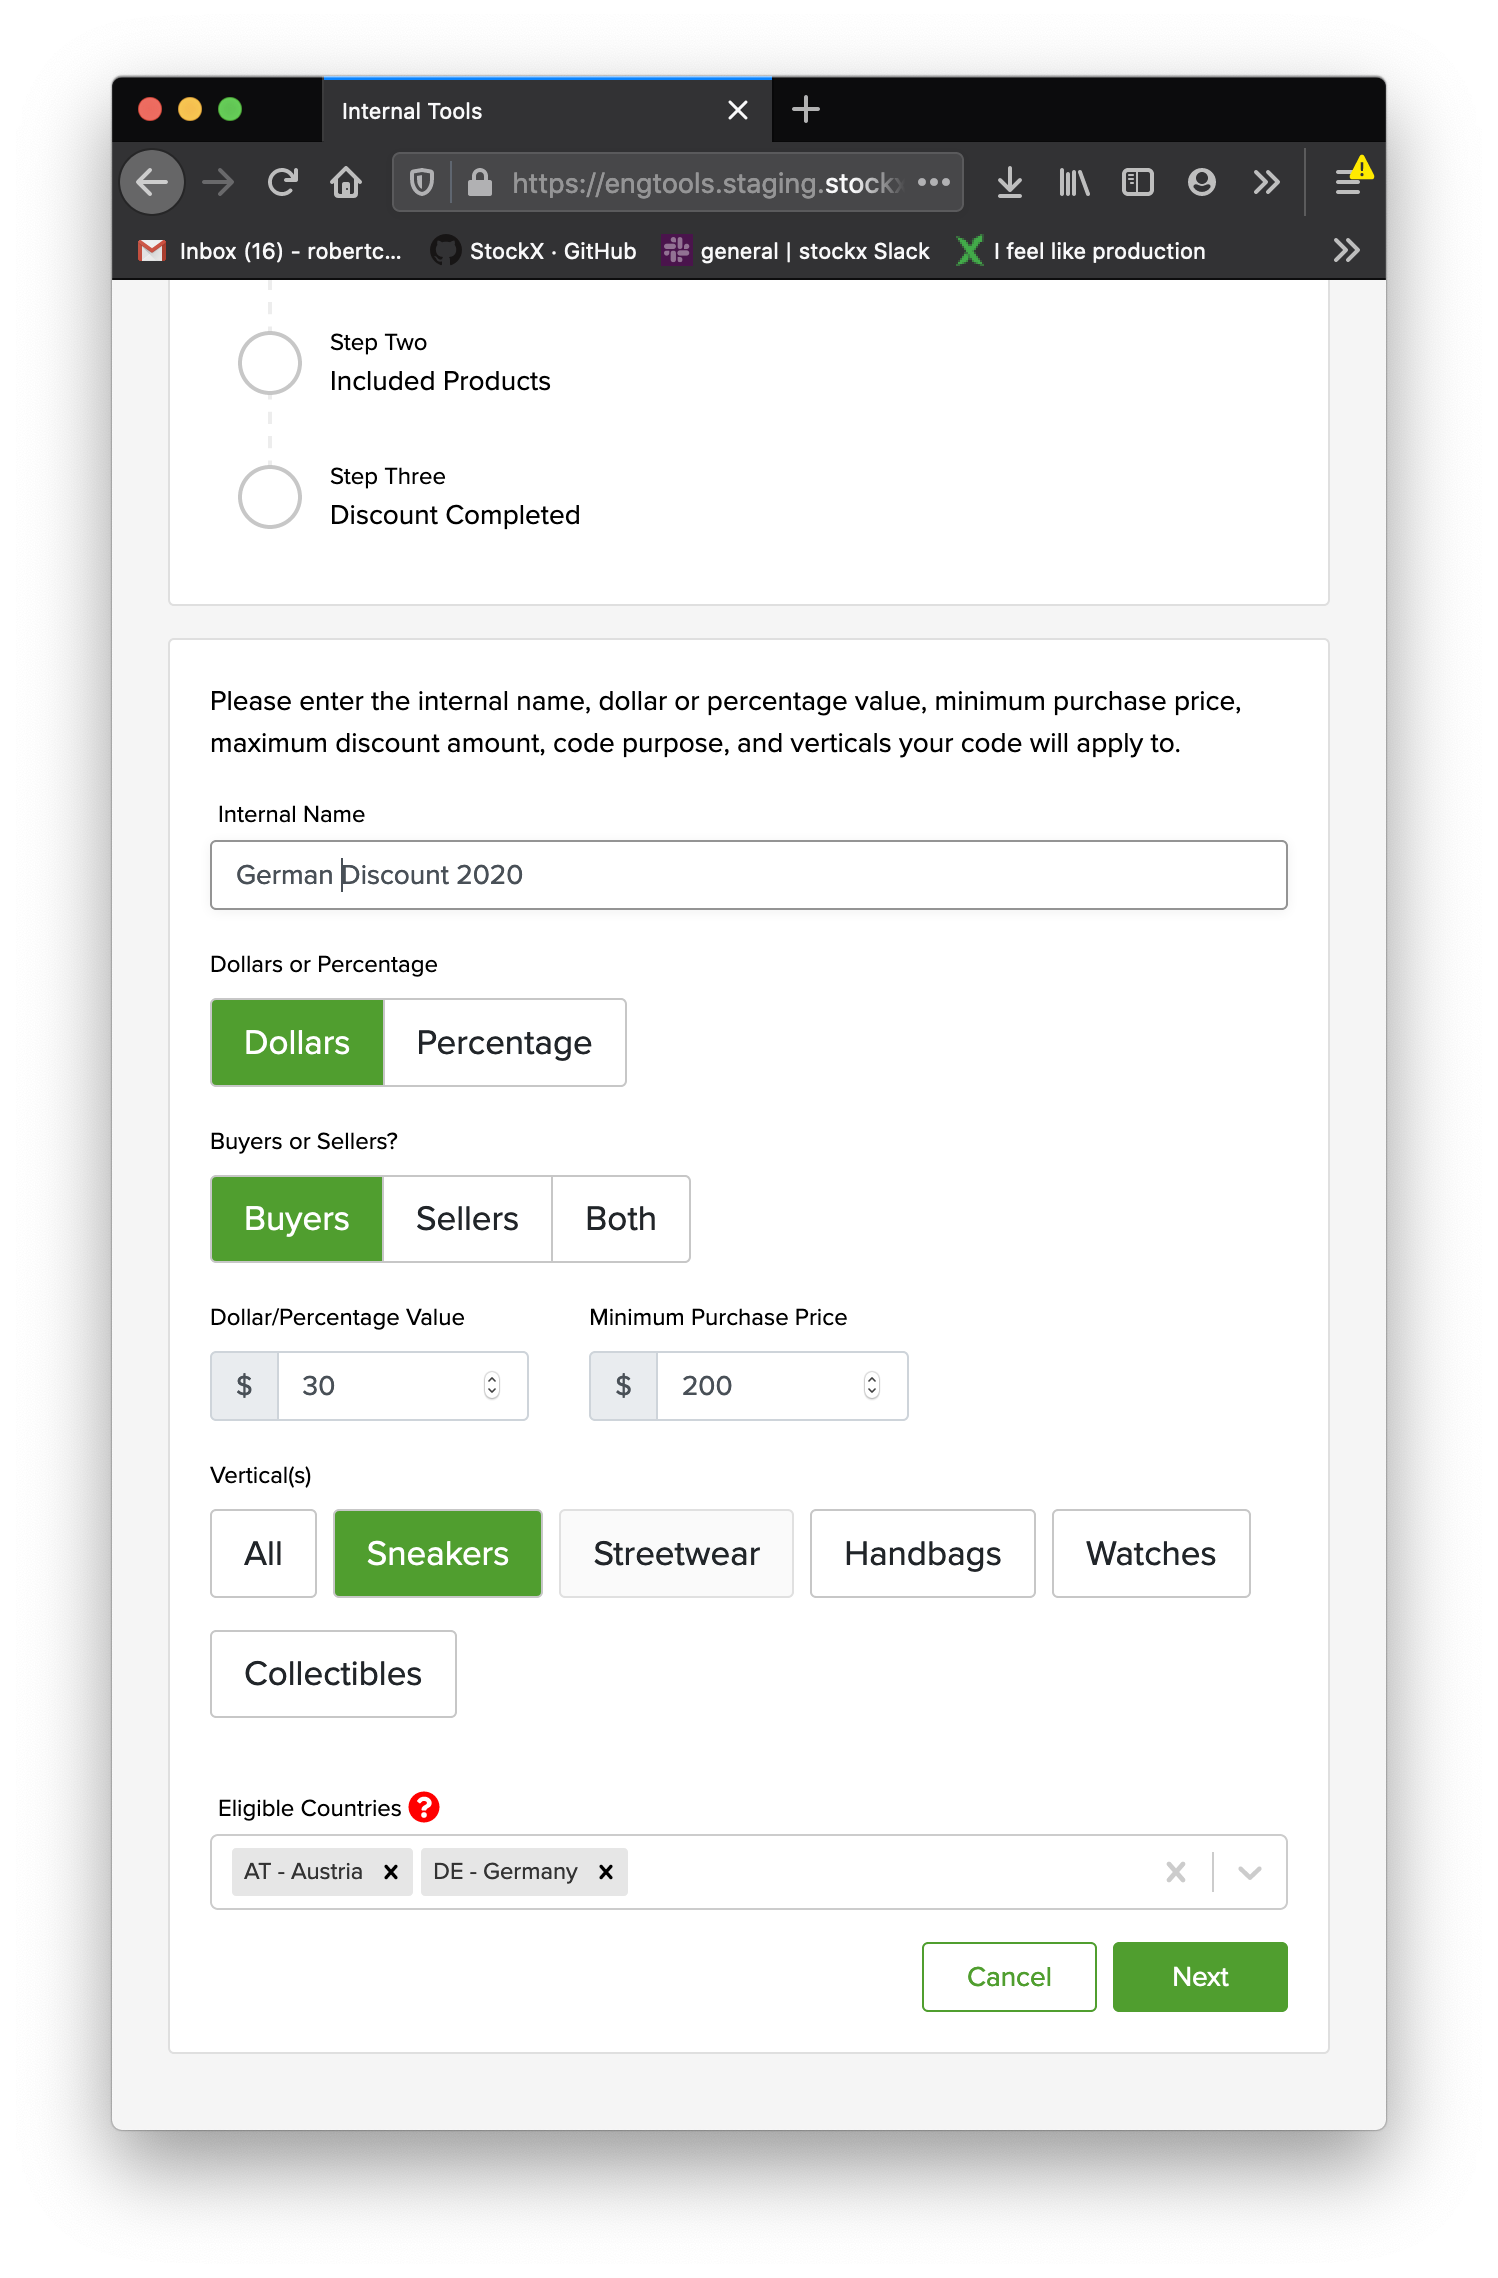 Internal Tools
https://engtools.staging.stockx
Inbox (16) - robertc... StockX · GitHub general | stockx Slack I feel like production
Step Two
Included Products
Step Three
Discount Completed
Please enter the internal name, dollar or percentage value, minimum purchase price,
maximum discount amount, code purpose, and verticals your code will apply to.
Internal Name
German Discount 2020
Dollars or Percentage
Dollars Percentage
Buyers or Sellers?
Buyers Sellers Both
Dollar/Percentage Value Minimum Purchase Price
$ 30 $ 200
Vertical(s)
All Sneakers Streetwear Handbags Watches
Collectibles
Eligible Countries ?
AT - Austria x DE - Germany x
Cancel Next